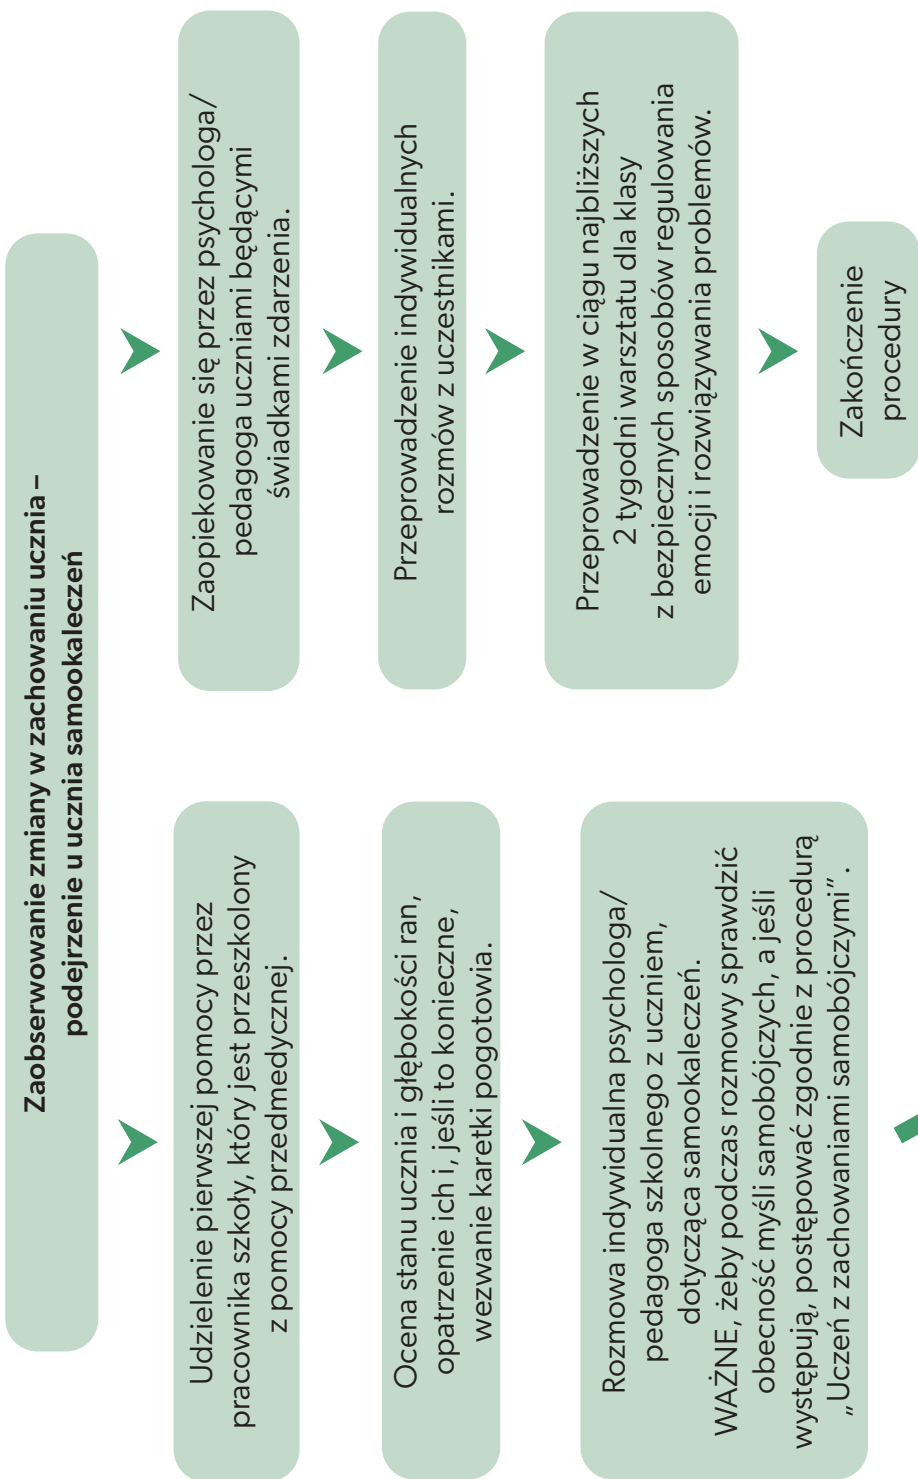 Zaobserwowanie zmiany w zachowaniu ucznia –
podejrzenie u ucznia samookaleczeń
Udzielenie pierwszej pomocy przez
pracownika szkoły, który jest przeszkolony
z pomocy przedmedycznej.
Ocena stanu ucznia i głębokości ran,
opatrzenie ich i, jeśli to konieczne,
wezwanie karetki pogotowia.
Rozmowa indywidualna psychologa/
pedagoga szkolnego z uczniem,
dotycząca samookaleczeń.
WAŻNE, żeby podczas rozmowy sprawdzić
obecność myśli samobójczych, a jeśli
występują, postępować zgodnie z procedurą
„Uczeń z zachowaniami samobójczymi” .
Zaopiekowanie się przez psychologa/
pedagoga uczniami będącymi
świadkami zdarzenia.
Przeprowadzenie indywidualnych
rozmów z uczestnikami.
Przeprowadzenie w ciągu najbliższych
2 tygodni warsztatu dla klasy
z bezpiecznych sposobów regulowania
emocji i rozwiązywania problemów.
Zakończenie
procedury